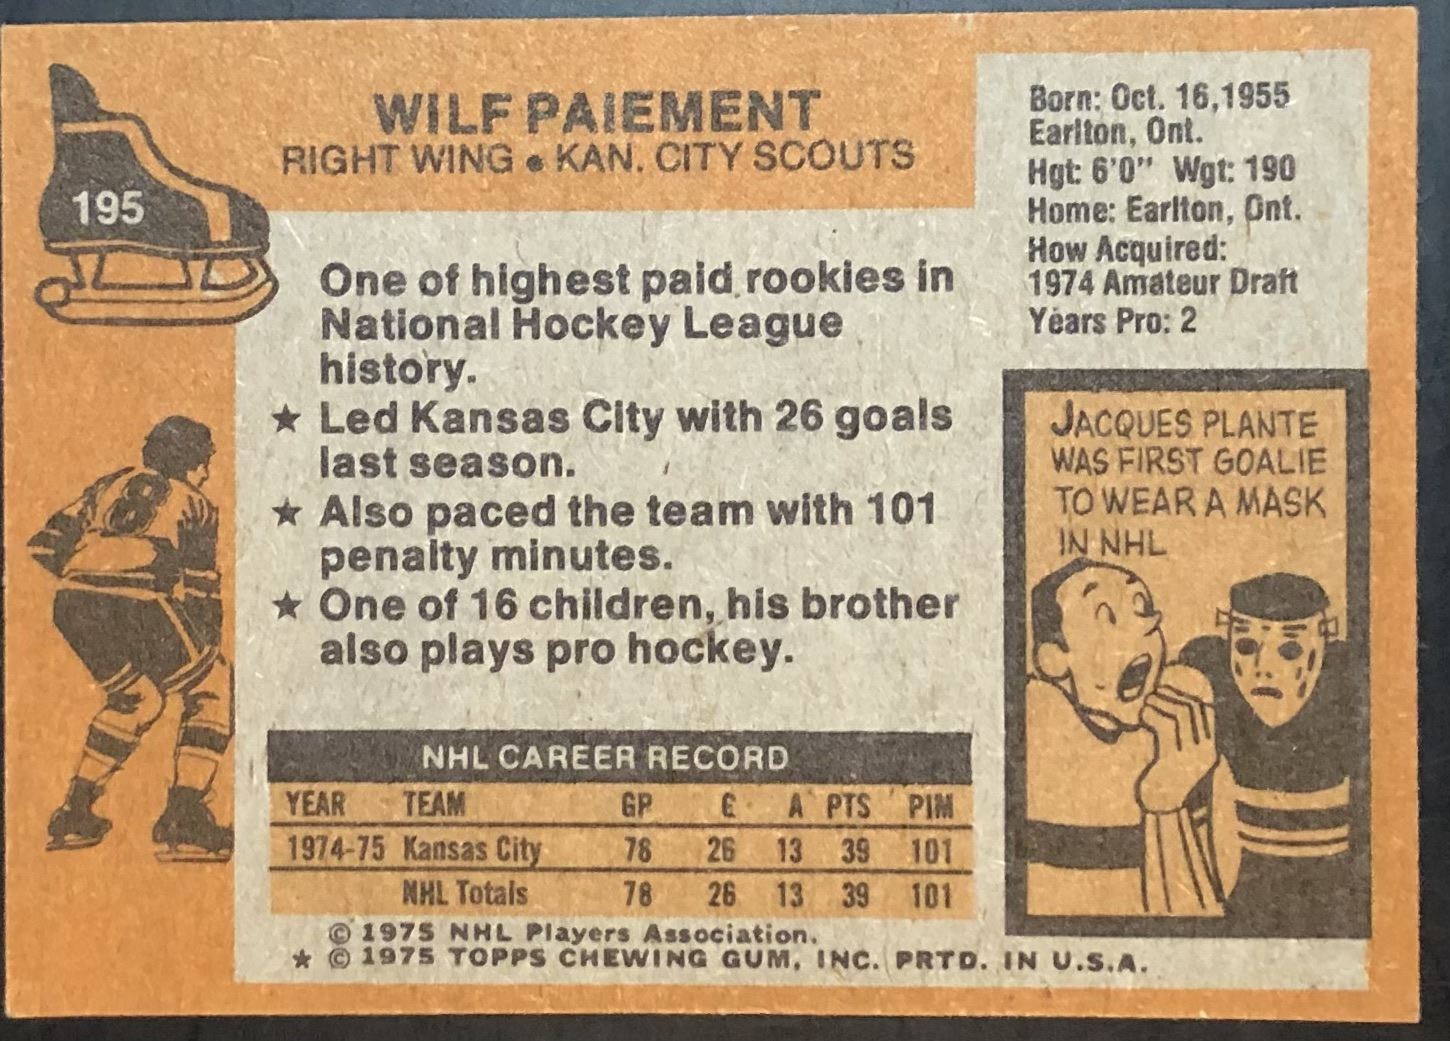 195
WILF PAIEMENT
RIGHT WING • KAN. CITY SCOUTS
One of highest paid rookies in
National Hockey League
history.
★ Led Kansas City with 26 goals
last season.
★ Also paced the team with 101
penalty minutes.
★ One of 16 children, his brother
also plays pro hockey.
Born: Oct. 16,1955
Earlton, Ont.
Hgt: 6'0" Wgt: 190
Home: Earlton, Ont.
How Acquired:
1974 Amateur Draft
Years Pro: 2
JACQUES PLANTE
WAS FIRST GOALIE
TO WEAR A MASK
IN NHL
8
NHL CAREER RECORD
YEAR TEAM GP G A PTS PIM
1974-75 Kansas City 78 26 13 39 101
NHL Totals 78 26 13 39 101
© 1975 NHL Players Association.
★ © 1975 TOPPS CHEWING GUM, INC. PRTD. IN U.S.A.